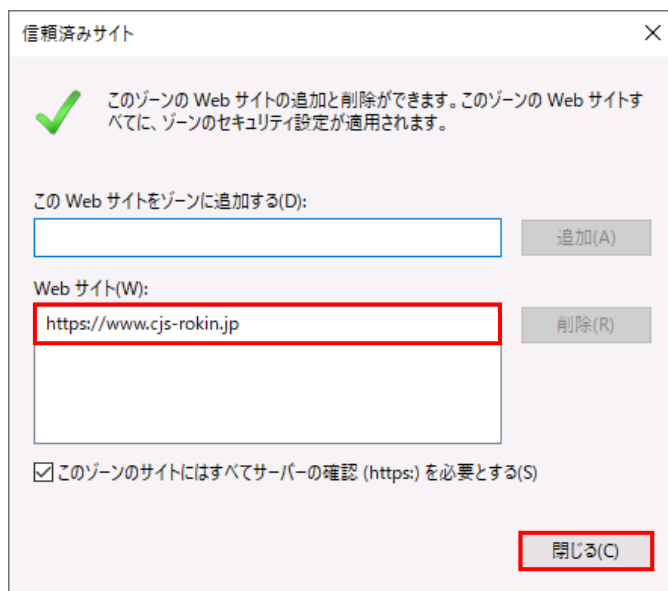 信頼済みサイト
このゾーンの Web サイトの追加と削除ができます。このゾーンの Web サイトす
べてに、ゾーンのセキュリティ設定が適用されます。
この Web サイトをゾーンに追加する(D):
追加(A)
Web サイト(W):
https://www.cjs-rokin.jp
削除(R)
このゾーンのサイトにはすべてサーバーの確認 (https:) を必要とする(S)
閉じる(C)